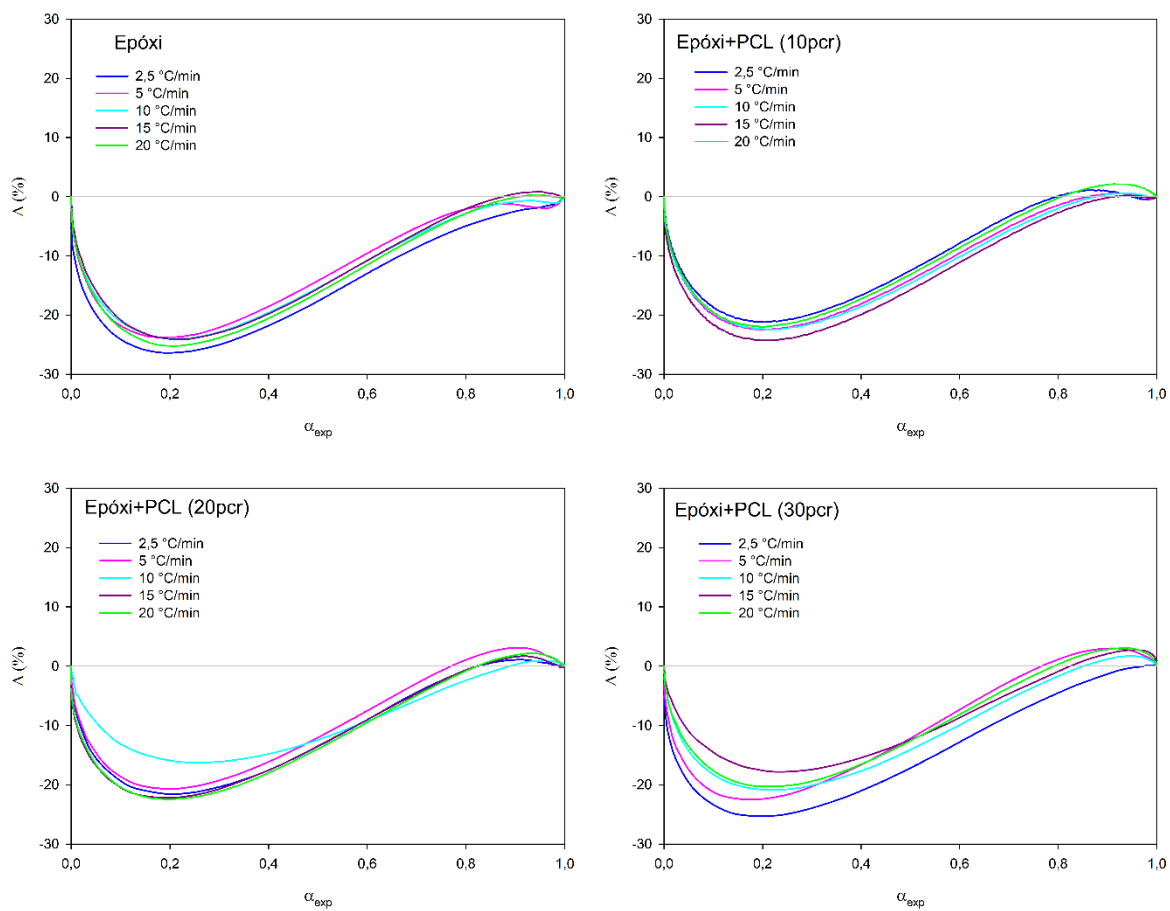 Epóxi
2,5 °C/min
5 °C/min
10 °C/min
15 °C/min
20 °C/min
30
20
10
0
-10
-20
-30
Λ (%)
0,0 0,2 0,4 0,6 0,8 1,0
αexp
Epóxi+PCL (10pcr)
2,5 °C/min
5 °C/min
10 °C/min
15 °C/min
20 °C/min
30
20
10
0
-10
-20
-30
Λ (%)
0,0 0,2 0,4 0,6 0,8 1,0
αexp
Epóxi+PCL (20pcr)
2,5 °C/min
5 °C/min
10 °C/min
15 °C/min
20 °C/min
30
20
10
0
-10
-20
-30
Λ (%)
0,0 0,2 0,4 0,6 0,8 1,0
αexp
Epóxi+PCL (30pcr)
2,5 °C/min
5 °C/min
10 °C/min
15 °C/min
20 °C/min
30
20
10
0
-10
-20
-30
Λ (%)
0,0 0,2 0,4 0,6 0,8 1,0
αexp